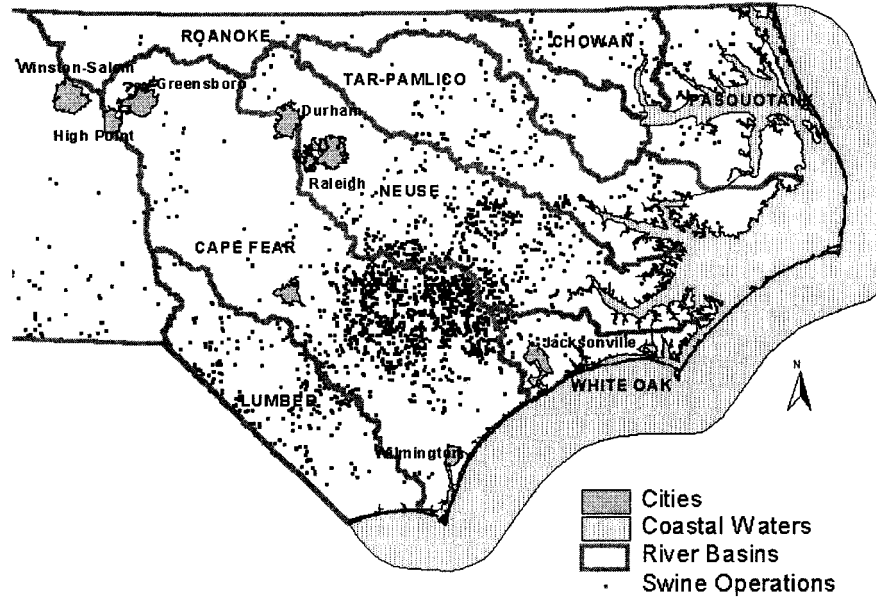 ROANOKE
CHOWAN
Winston-Salem
Greensboro
TAR-PAMLICO
PASQUOTANK
Durham
High Point
Raleigh
NEUSE
CAPE FEAR
Jacksonville
WHITE OAK
LUMBER
Wilmington
N
Cities
Coastal Waters
River Basins
Swine Operations